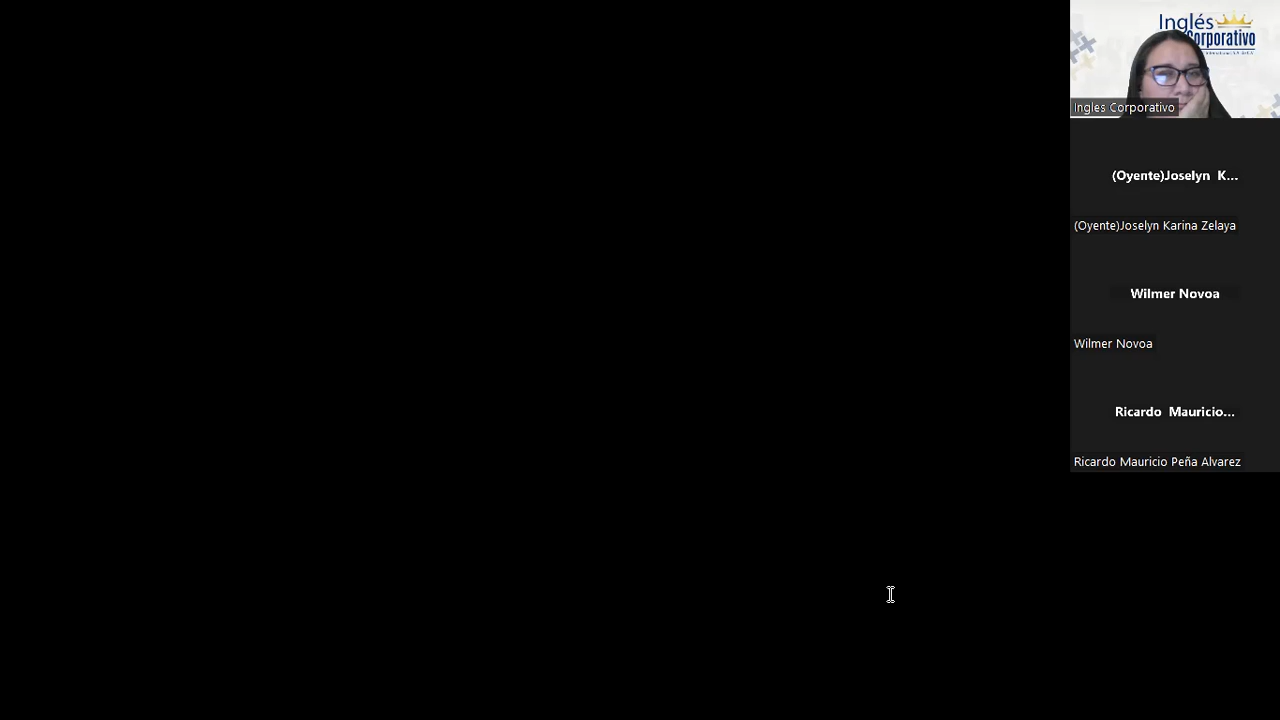 Inglés
Corporativo
Ingles Corporativo
(Oyente)Joselyn K...
(Oyente)Joselyn Karina Zelaya
Wilmer Novoa
Wilmer Novoa
Ricardo Mauricio...
Ricardo Mauricio Peña Alvarez